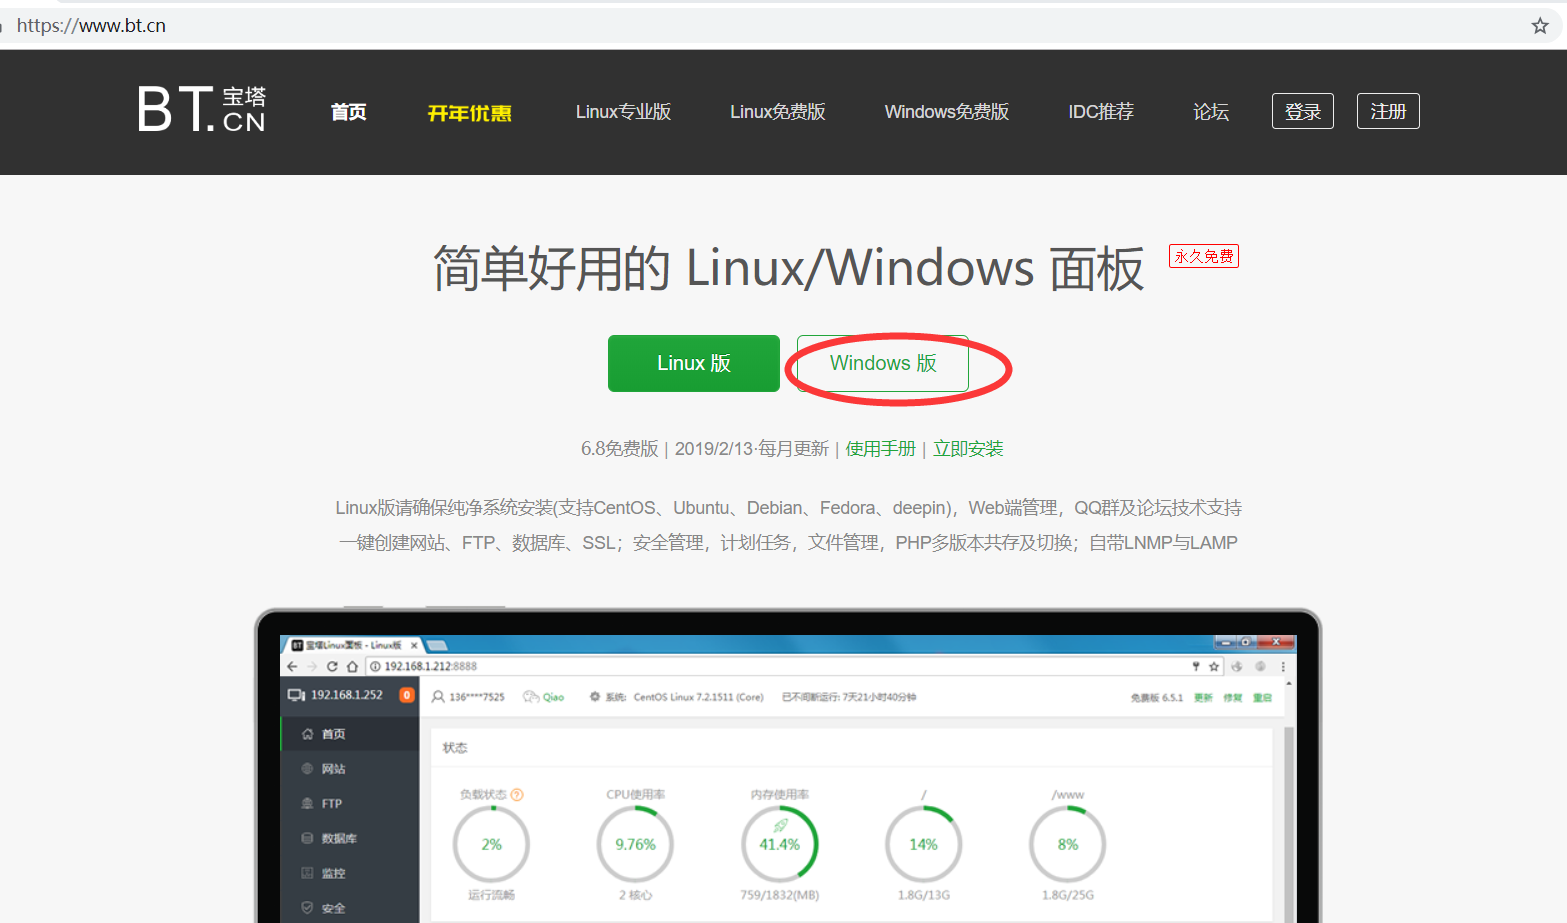 https://www.bt.cn
BT.宝塔CN 首页 开年优惠 Linux专业版 Linux免费版 Windows免费版 IDC推荐 论坛 登录 注册
简单好用的 Linux/Windows 面板 永久免费
Linux 版 Windows 版
6.8免费版 | 2019/2/13·每月更新 | 使用手册 | 立即安装
Linux版请确保纯净系统安装(支持CentOS、Ubuntu、Debian、Fedora、deepin)，Web端管理，QQ群及论坛技术支持
一键创建网站、FTP、数据库、SSL；安全管理，计划任务，文件管理，PHP多版本共存及切换；自带LNMP与LAMP
BT 宝塔Linux面板 - Linux版
192.168.1.212:8888
192.168.1.252 0 136****7525 Qiao 系统: CentOS Linux 7.2.1511 (Core) 已不间断运行: 7天21小时40分钟 免费版 6.5.1 更新 修复 重启
首页
网站
FTP
数据库
监控
安全
状态
负载状态 ? CPU使用率 内存使用率 / /www
2% 9.76% 41.4% 14% 8%
运行流畅 2 核心 759/1832(MB) 1.8G/13G 1.8G/25G